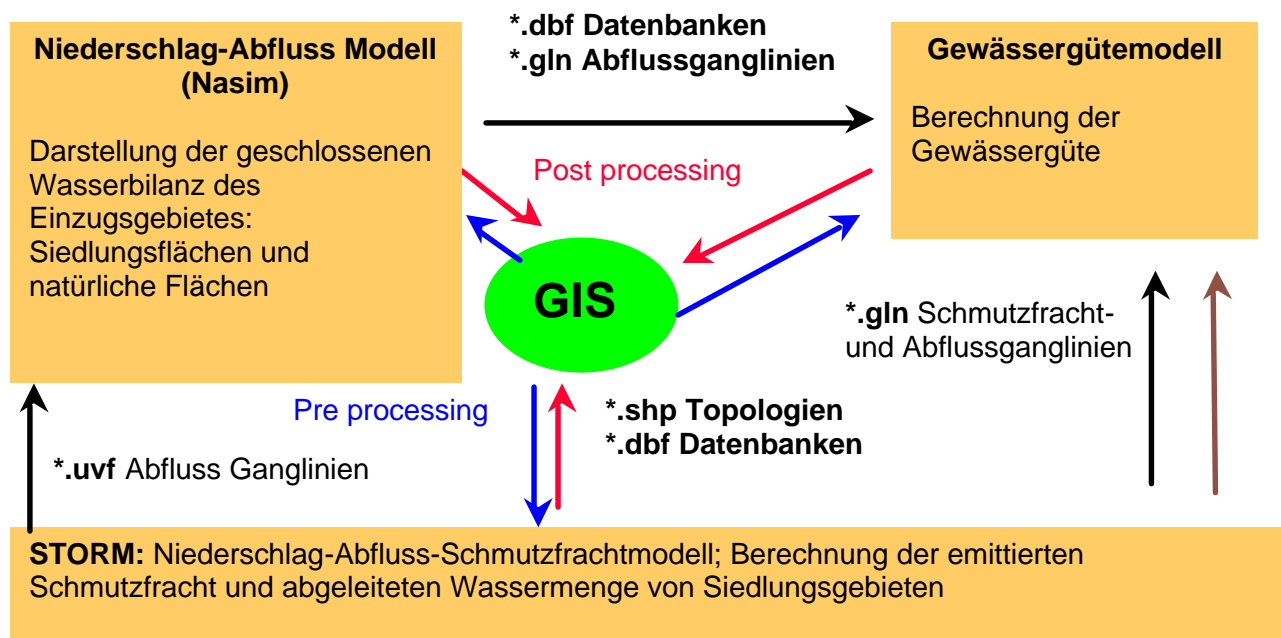 Niederschlag-Abfluss Modell
(Nasim)
Darstellung der geschlossenen
Wasserbilanz des
Einzugsgebietes:
Siedlungsflächen und
natürliche Flächen
*.dbf Datenbanken
*.gln Abflussganglinien
Gewässergütemodell
Berechnung der
Gewässergüte
Post processing
GIS
*.gln Schmutzfracht-
und Abflussganglinien
Pre processing
*.shp Topologien
*.dbf Datenbanken
*.uvf Abfluss Ganglinien
STORM: Niederschlag-Abfluss-Schmutzfrachtmodell; Berechnung der emittierten
Schmutzfracht und abgeleiteten Wassermenge von Siedlungsgebieten